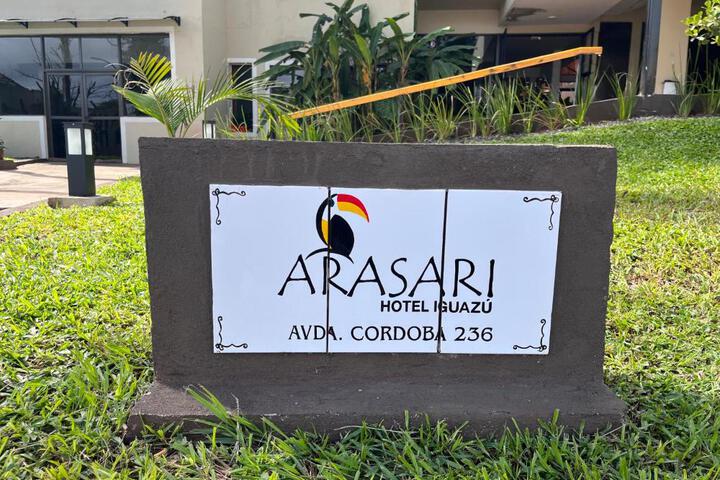 ARASARI
HOTEL IGUAZÚ
AVDA. CORDOBA 236